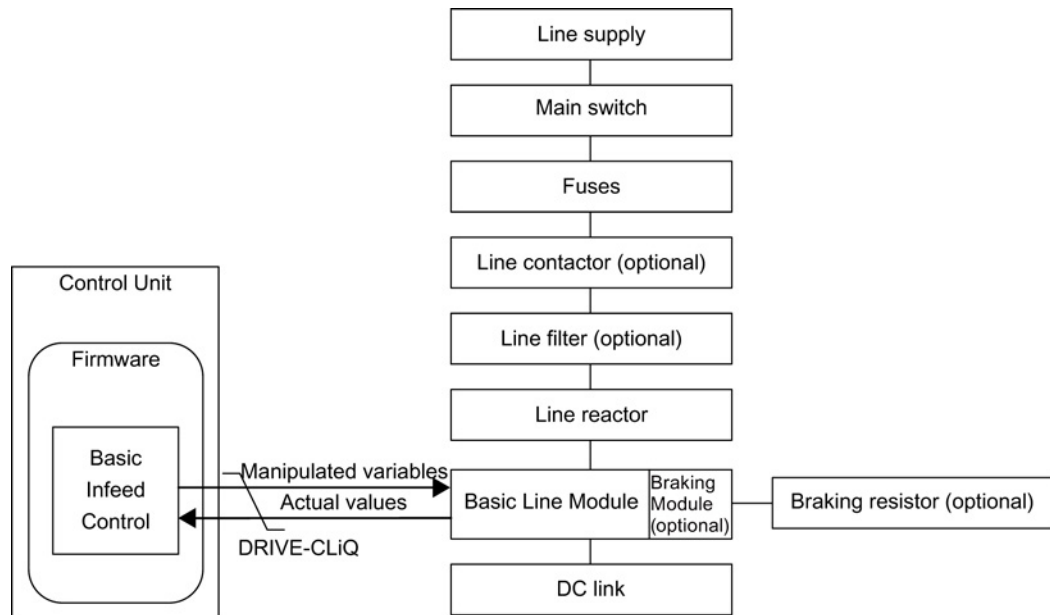 Line supply
Main switch
Fuses
Line contactor (optional)
Control Unit
Line filter (optional)
Firmware
Line reactor
Basic
Infeed
Control
Manipulated variables
Actual values
DRIVE-CLiQ
Basic Line Module
Braking
Module
(optional)
Braking resistor (optional)
DC link